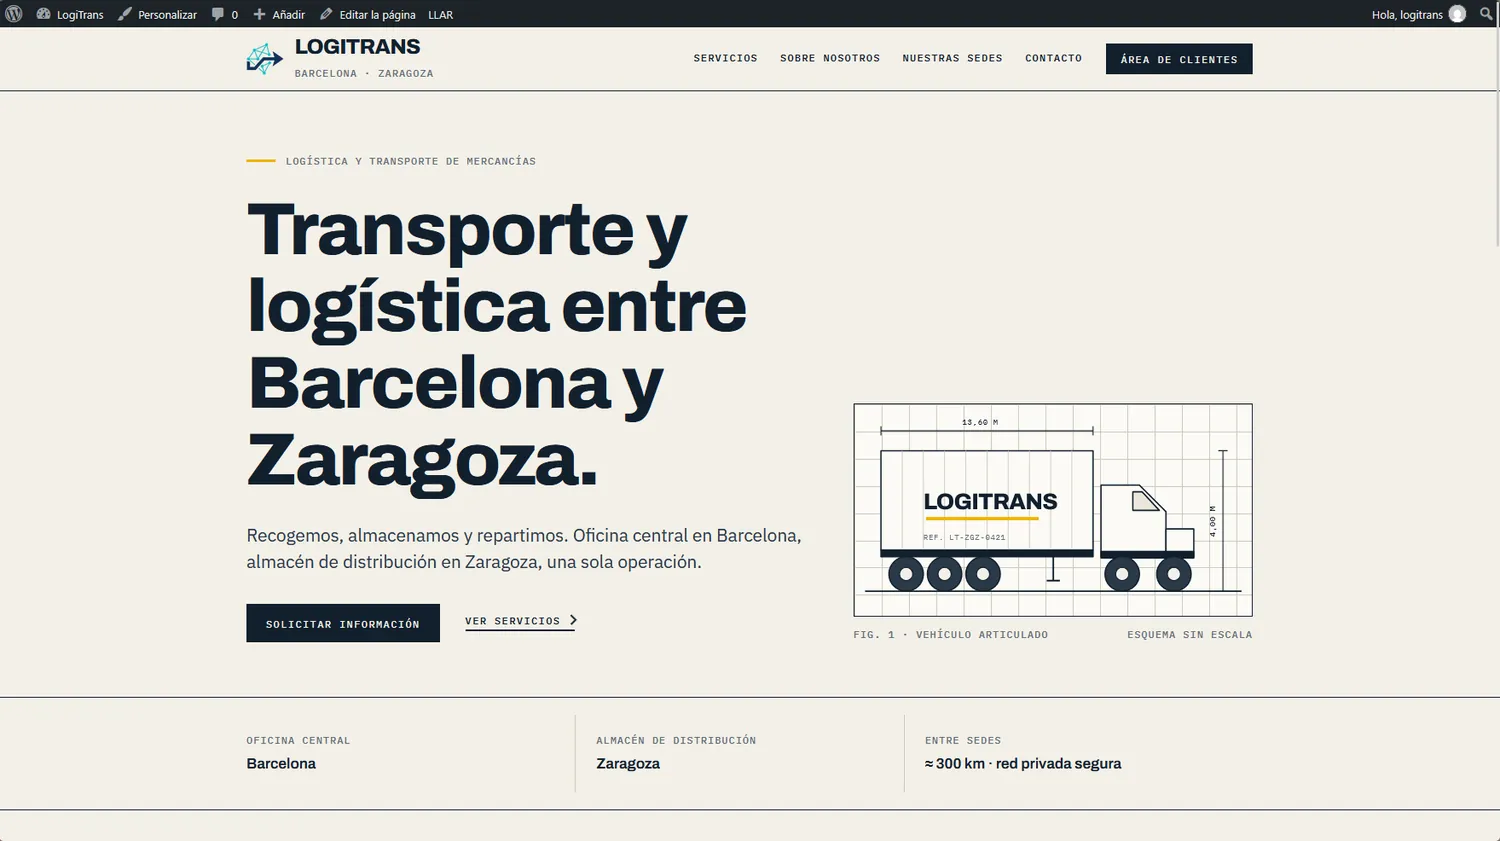 LogiTrans
Personalizar
0
Añadir
Editar la página
LLAR
Hola, logitrans
LOGITRANS
BARCELONA · ZARAGOZA
SERVICIOS
SOBRE NOSOTROS
NUESTRAS SEDES
CONTACTO
ÁREA DE CLIENTES
LOGÍSTICA Y TRANSPORTE DE MERCANCÍAS
Transporte y
logística entre
Barcelona y
Zaragoza.
Recogemos, almacenamos y repartimos. Oficina central en Barcelona,
almacén de distribución en Zaragoza, una sola operación.
SOLICITAR INFORMACIÓN
VER SERVICIOS
13,60 M
LOGITRANS
REF. LT-ZGZ-0421
4,00 M
FIG. 1 · VEHÍCULO ARTICULADO
ESQUEMA SIN ESCALA
OFICINA CENTRAL
Barcelona
ALMACÉN DE DISTRIBUCIÓN
Zaragoza
ENTRE SEDES
≈ 300 km · red privada segura